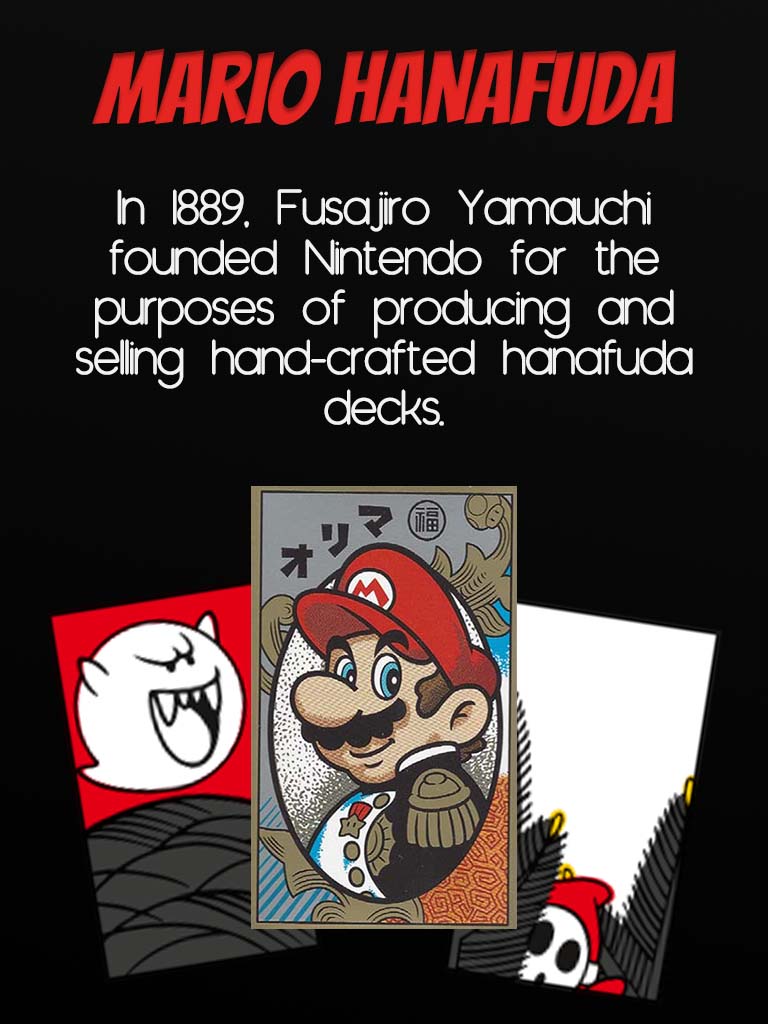 MARIO HANAFUDA
In 1889, Fusajiro Yamauchi
founded Nintendo for the
purposes of producing and
selling hand-crafted hanafuda
decks.
オリマ 福
M